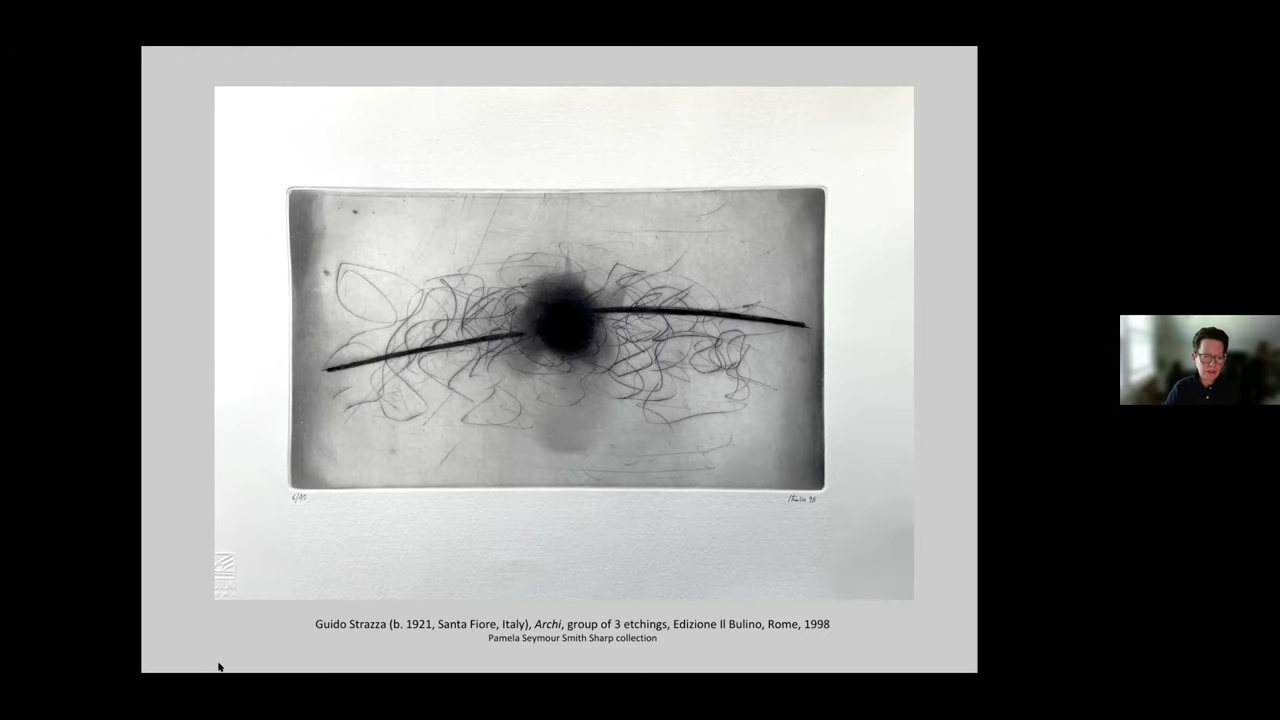 Guido Strazza (b. 1921, Santa Fiore, Italy), Archi, group of 3 etchings, Edizione Il Bulino, Rome, 1998
Pamela Seymour Smith Sharp collection